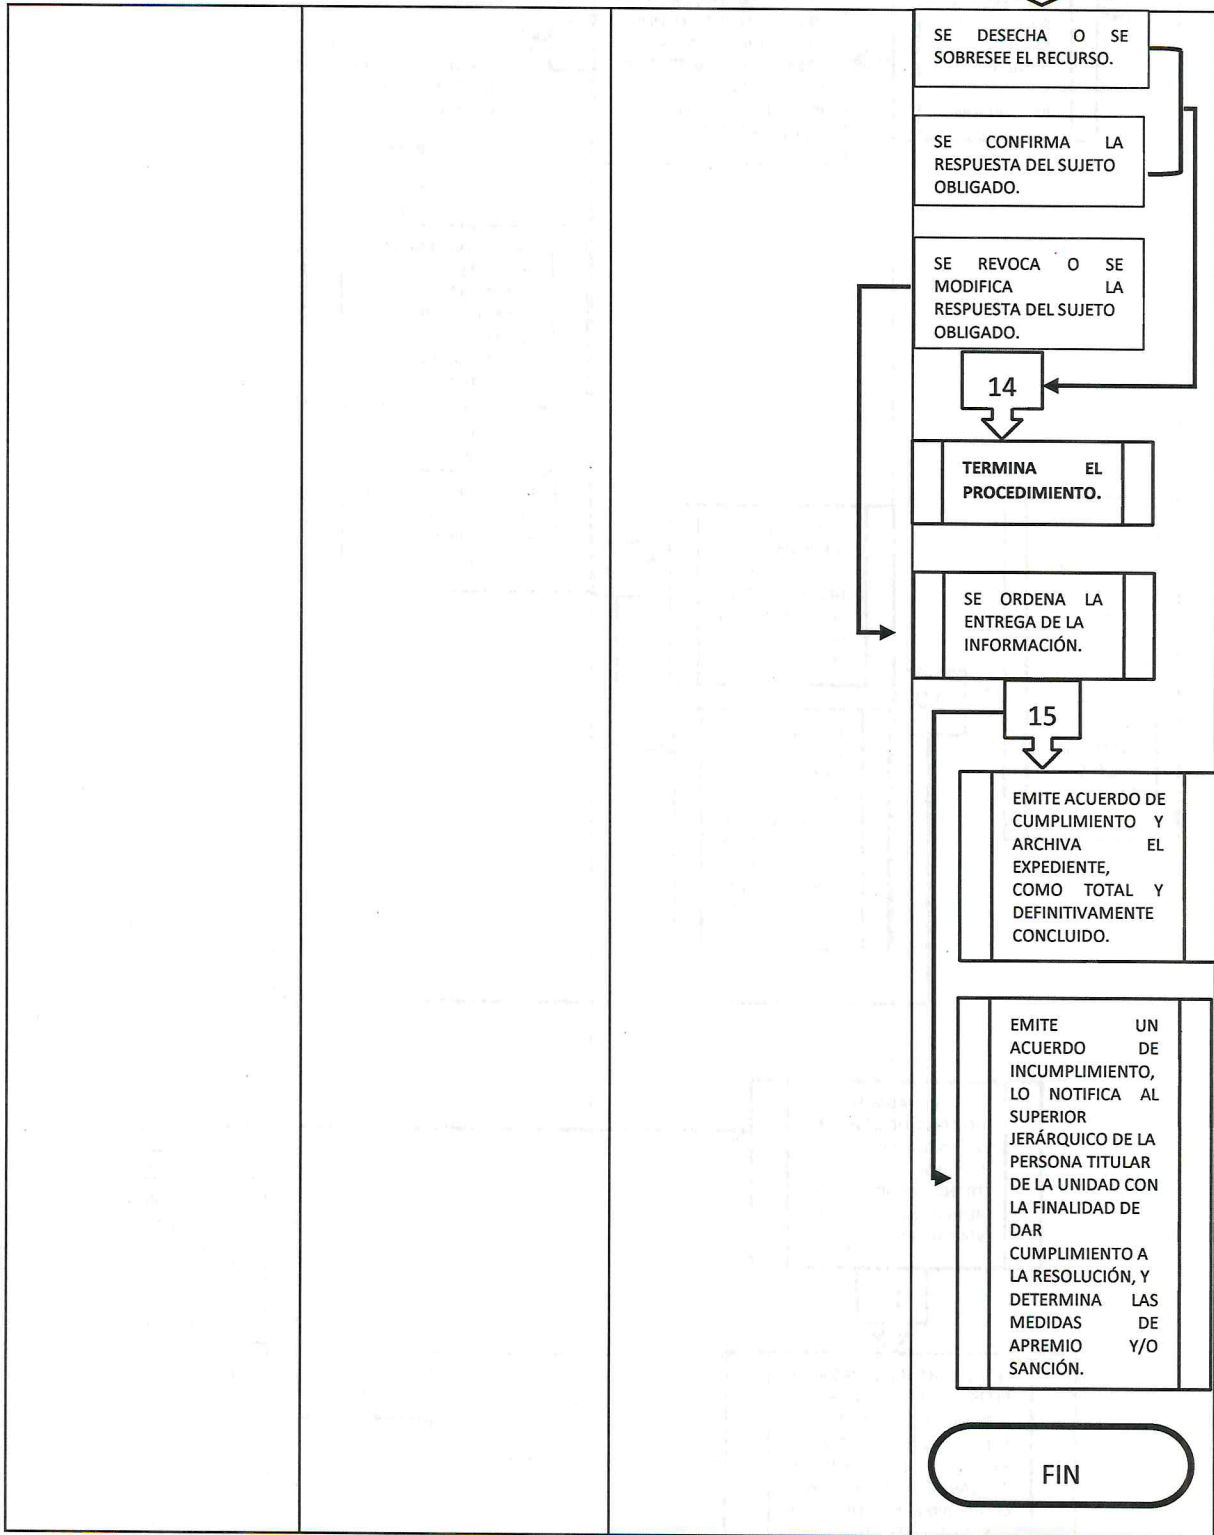 SE DESECHA O SE
SOBRESEE EL RECURSO.
SE CONFIRMA LA
RESPUESTA DEL SUJETO
OBLIGADO.
SE REVOCA O SE
MODIFICA LA
RESPUESTA DEL SUJETO
OBLIGADO.
14
TERMINA EL
PROCEDIMIENTO.
SE ORDENA LA
ENTREGA DE LA
INFORMACIÓN.
15
EMITE ACUERDO DE
CUMPLIMIENTO Y
ARCHIVA EL
EXPEDIENTE,
COMO TOTAL Y
DEFINITIVAMENTE
CONCLUIDO.
EMITE UN
ACUERDO DE
INCUMPLIMIENTO,
LO NOTIFICA AL
SUPERIOR
JERÁRQUICO DE LA
PERSONA TITULAR
DE LA UNIDAD CON
LA FINALIDAD DE
DAR
CUMPLIMIENTO A
LA RESOLUCIÓN, Y
DETERMINA LAS
MEDIDAS DE
APREMIO Y/O
SANCIÓN.
FIN